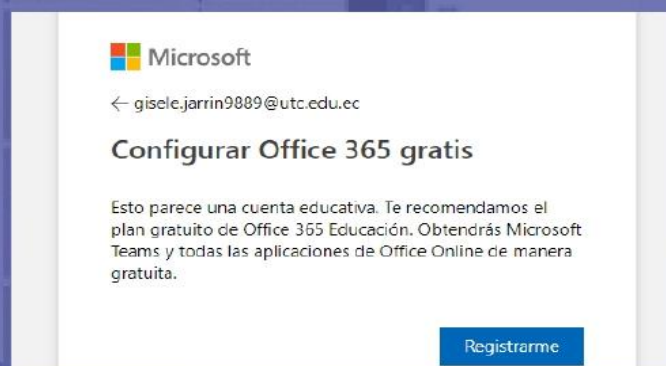 Microsoft
← gisele.jarrin9889@utc.edu.ec
Configurar Office 365 gratis
Esto parece una cuenta educativa. Te recomendamos el
plan gratuito de Office 365 Educación. Obtendrás Microsoft
Teams y todas las aplicaciones de Office Online de manera
gratuita.
Registrarme